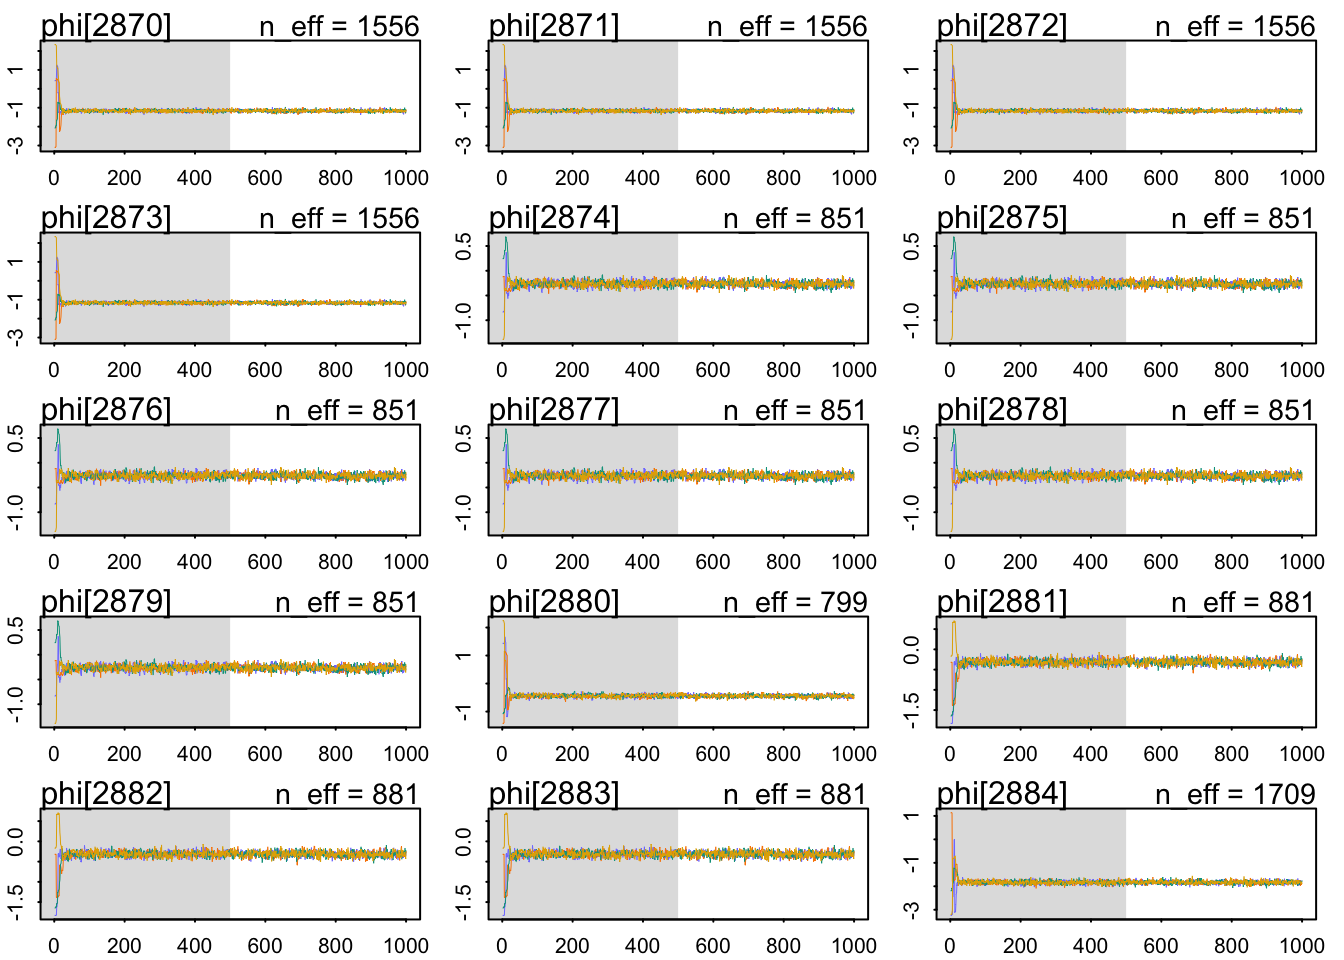 phi[2870] n_eff = 1556 phi[2871] n_eff = 1556 phi[2872] n_eff = 1556
1 1 1
-1 -1 -1
-3 -3 -3
0 200 400 600 800 1000 0 200 400 600 800 1000 0 200 400 600 800 1000
phi[2873] n_eff = 1556 phi[2874] n_eff = 851 phi[2875] n_eff = 851
1 0.5 0.5
-1
-3 -1.0 -1.0
0 200 400 600 800 1000 0 200 400 600 800 1000 0 200 400 600 800 1000
phi[2876] n_eff = 851 phi[2877] n_eff = 851 phi[2878] n_eff = 851
0.5 0.5 0.5
-1.0 -1.0 -1.0
0 200 400 600 800 1000 0 200 400 600 800 1000 0 200 400 600 800 1000
phi[2879] n_eff = 851 phi[2880] n_eff = 799 phi[2881] n_eff = 881
0.5 1 0.0
-1.0 -1 -1.5
0 200 400 600 800 1000 0 200 400 600 800 1000 0 200 400 600 800 1000
phi[2882] n_eff = 881 phi[2883] n_eff = 881 phi[2884] n_eff = 1709
0.0 0.0 1
-1
-1.5 -1.5 -3
0 200 400 600 800 1000 0 200 400 600 800 1000 0 200 400 600 800 1000